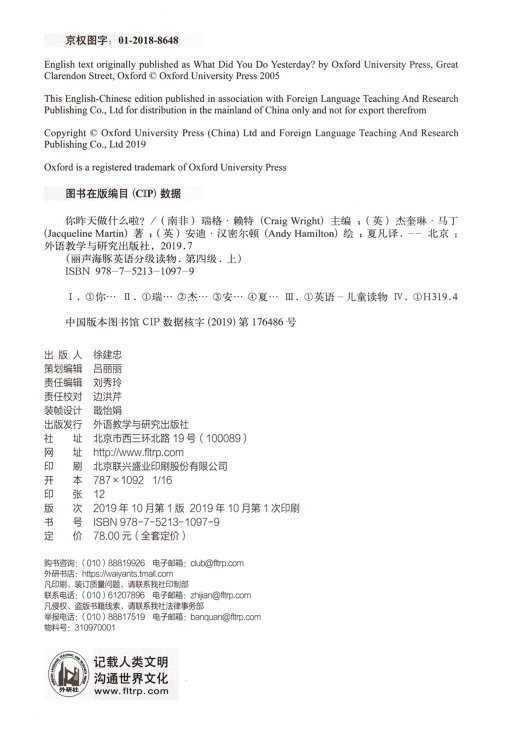 京权图字：01-2018-8648
English text originally published as What Did You Do Yesterday? by Oxford University Press, Great
Clarendon Street, Oxford © Oxford University Press 2005
This English-Chinese edition published in association with Foreign Language Teaching And Research
Publishing Co., Ltd for distribution in the mainland of China only and not for export therefrom
Copyright © Oxford University Press (China) Ltd and Foreign Language Teaching And Research
Publishing Co., Ltd 2019
Oxford is a registered trademark of Oxford University Press
图书在版编目 (CIP) 数据
你昨天做什么啦？／（南非）瑞格·赖特 (Craig Wright) 主编；（英）杰奎琳·马丁
(Jacqueline Martin) 著；（英）安迪·汉密尔顿 (Andy Hamilton) 绘；夏凡译. —— 北京：
外语教学与研究出版社，2019.7
（丽声海豚英语分级读物. 第四级. 上）
ISBN 978-7-5213-1097-9
Ⅰ. ①你… Ⅱ. ①瑞… ②杰… ③安… ④夏… Ⅲ. ①英语－儿童读物 Ⅳ. ①H319.4
中国版本图书馆 CIP 数据核字 (2019) 第 176486 号
出 版 人 徐建忠
策划编辑 吕丽丽
责任编辑 刘秀玲
责任校对 边洪芹
装帧设计 戢怡娟
出版发行 外语教学与研究出版社
社 址 北京市西三环北路 19 号（100089）
网 址 http://www.fltrp.com
印 刷 北京联兴盛业印刷股份有限公司
开 本 787×1092 1/16
印 张 12
版 次 2019 年 10 月第 1 版 2019 年 10 月第 1 次印刷
书 号 ISBN 978-7-5213-1097-9
定 价 78.00 元（全套定价）
购书咨询：（010）88819926 电子邮箱：club@fltrp.com
外研书店：https://waiyants.tmall.com
凡印刷、装订质量问题，请联系我社印制部
联系电话：（010）61207896 电子邮箱：zhijian@fltrp.com
凡侵权、盗版书籍线索，请联系我社法律事务部
举报电话：（010）88817519 电子邮箱：banquan@fltrp.com
物料号：310970001
外研社
记载人类文明
沟通世界文化
www.fltrp.com